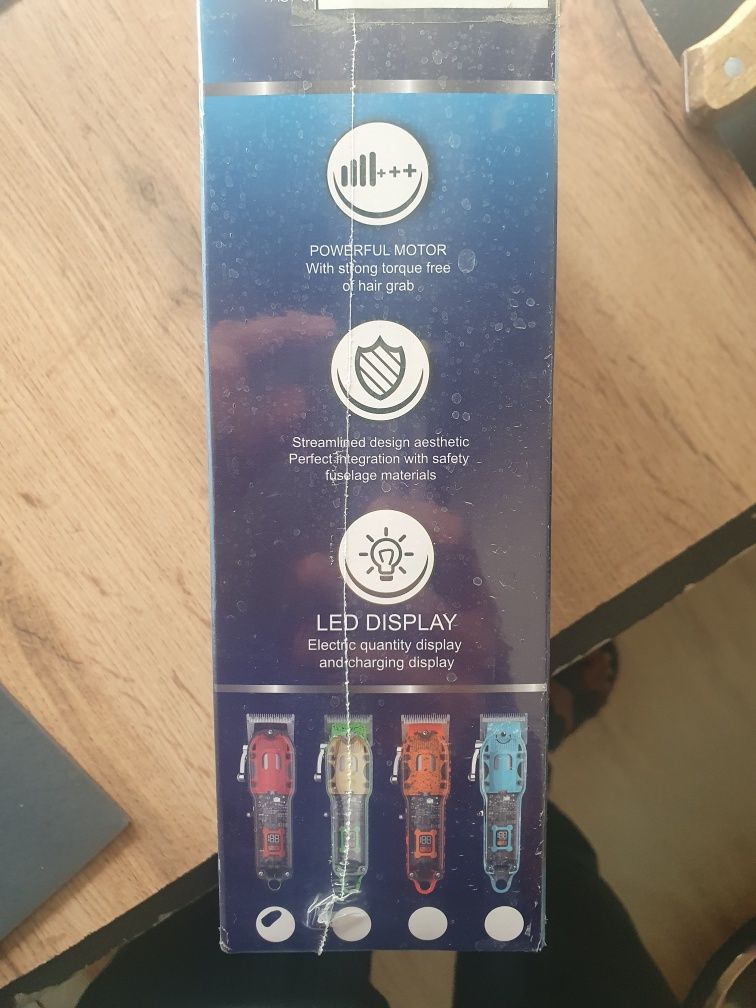 POWERFUL MOTOR
With strong torque free
of hair grab
Streamlined design aesthetic
Perfect integration with safety
fuselage materials
LED DISPLAY
Electric quantity display
and charging display